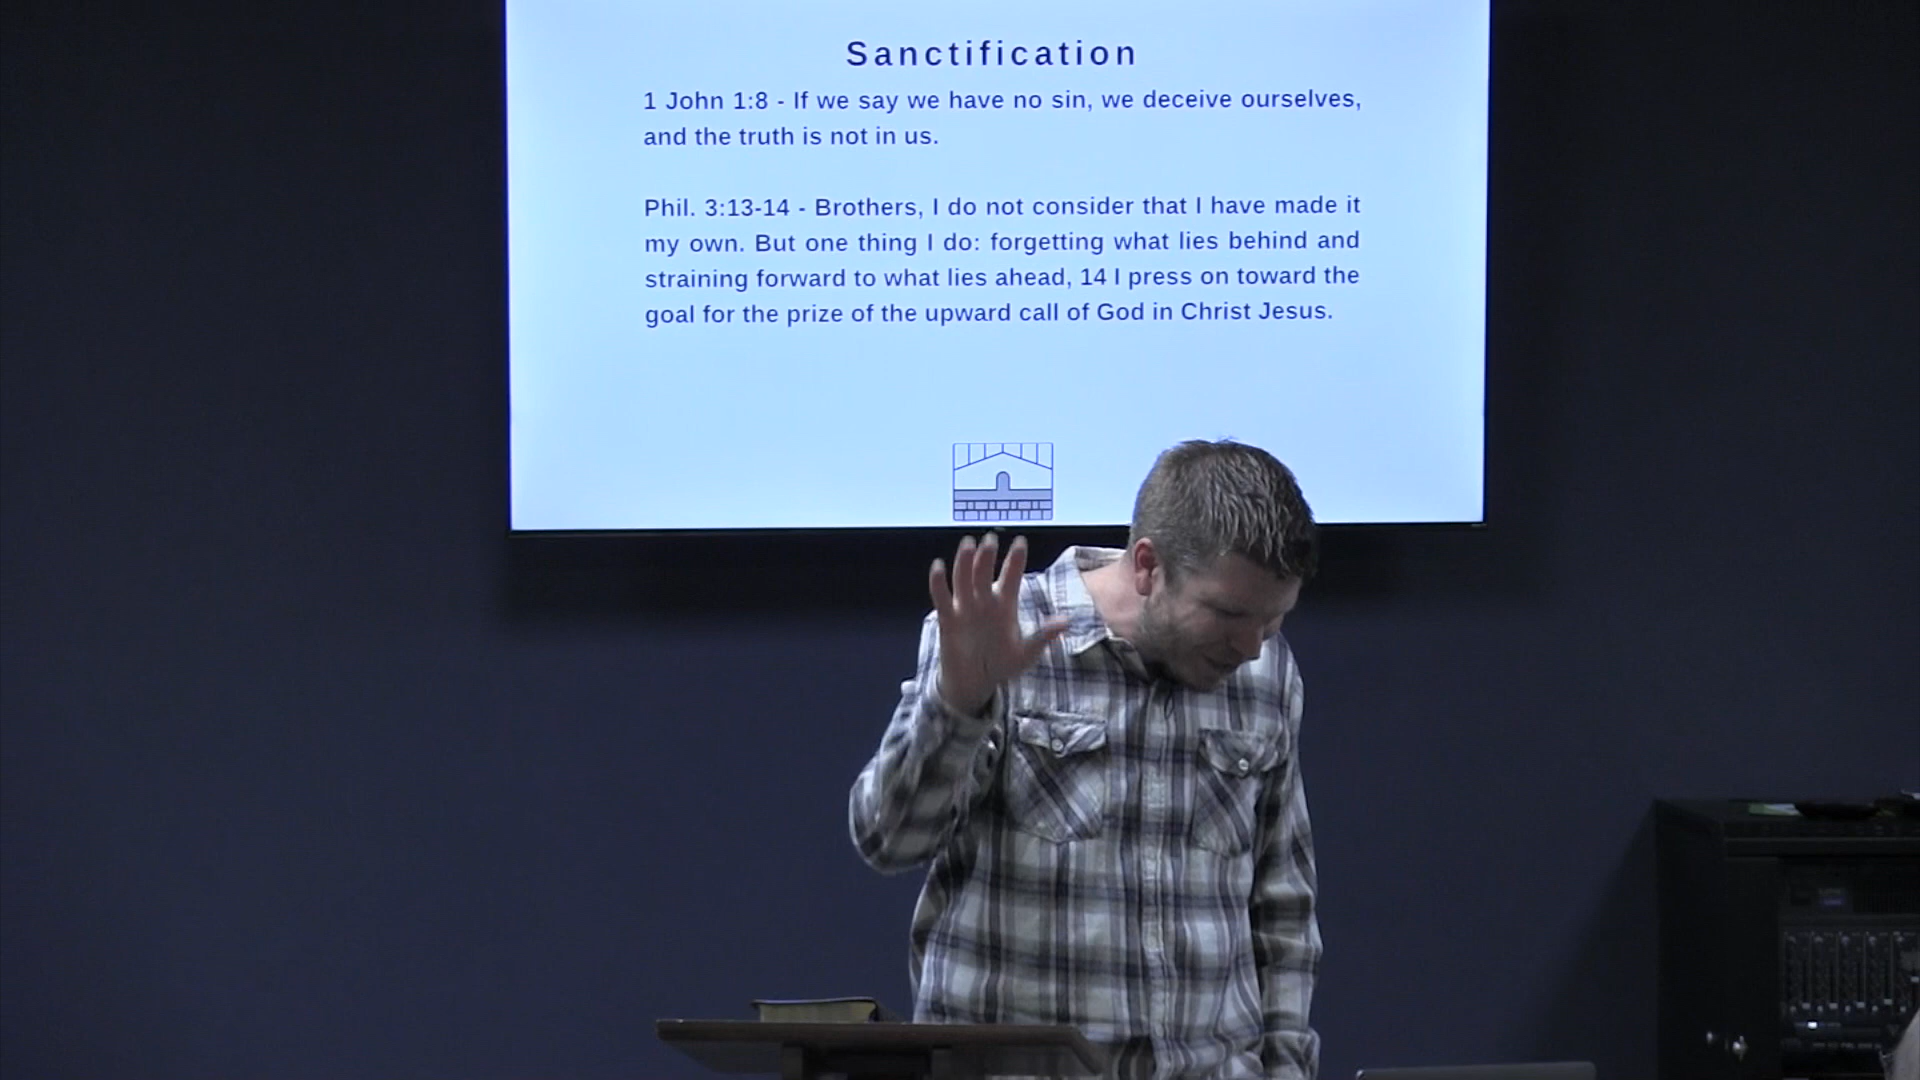 Sanctification
1 John 1:8 - If we say we have no sin, we deceive ourselves,
and the truth is not in us.
Phil. 3:13-14 - Brothers, I do not consider that I have made it
my own. But one thing I do: forgetting what lies behind and
straining forward to what lies ahead, 14 I press on toward the
goal for the prize of the upward call of God in Christ Jesus.